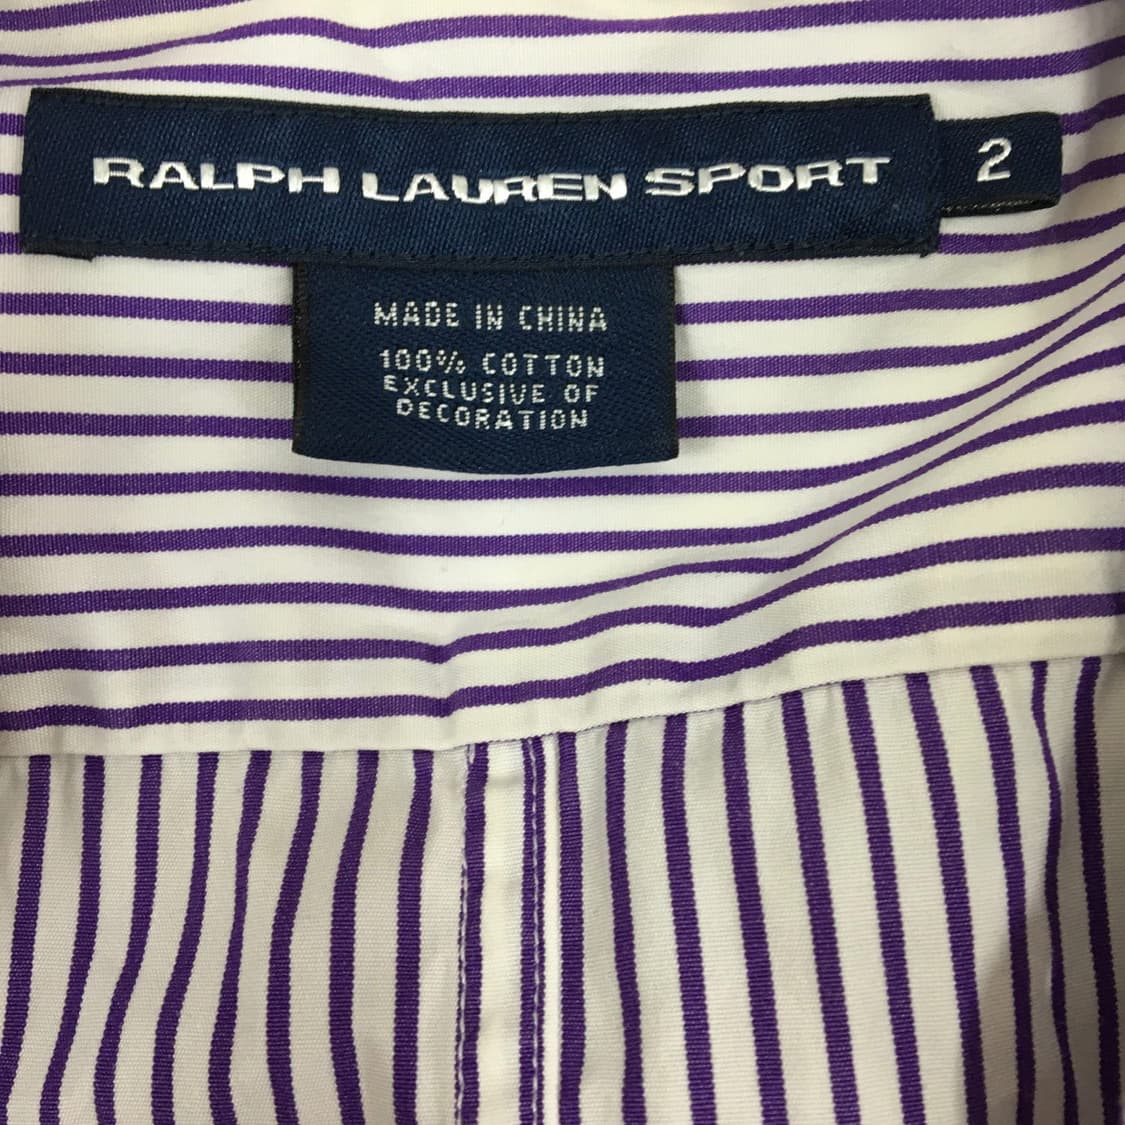 RALPH LAUREN SPORT 2
MADE IN CHINA
100% COTTON
EXCLUSIVE OF
DECORATION